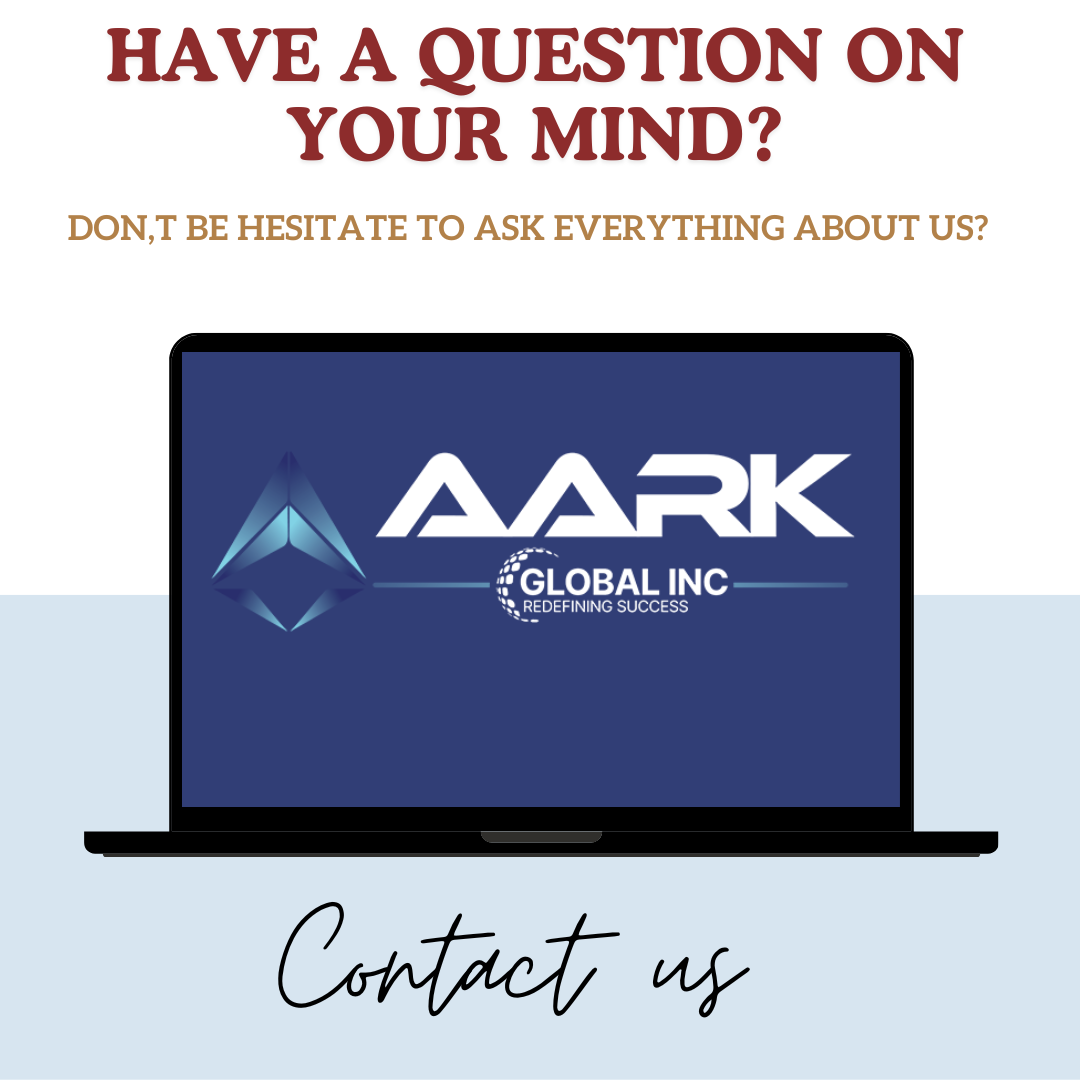 HAVE A QUESTION ON
YOUR MIND?
DON,T BE HESITATE TO ASK EVERYTHING ABOUT US?
AARK
GLOBAL INC
REDEFINING SUCCESS
Contact us